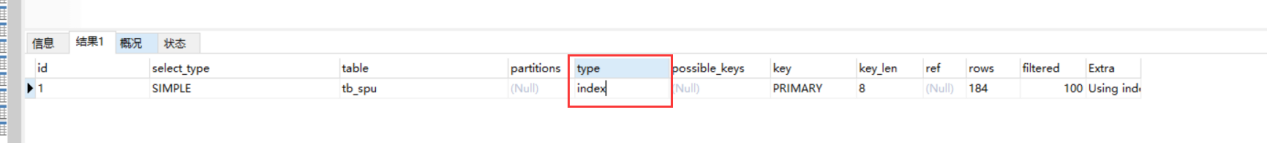 信息 结果1 概况 状态
id select_type table partitions type possible_keys key key_len ref rows filtered Extra
1 SIMPLE tb_spu (Null) index (Null) PRIMARY 8 (Null) 184 100 Using inde